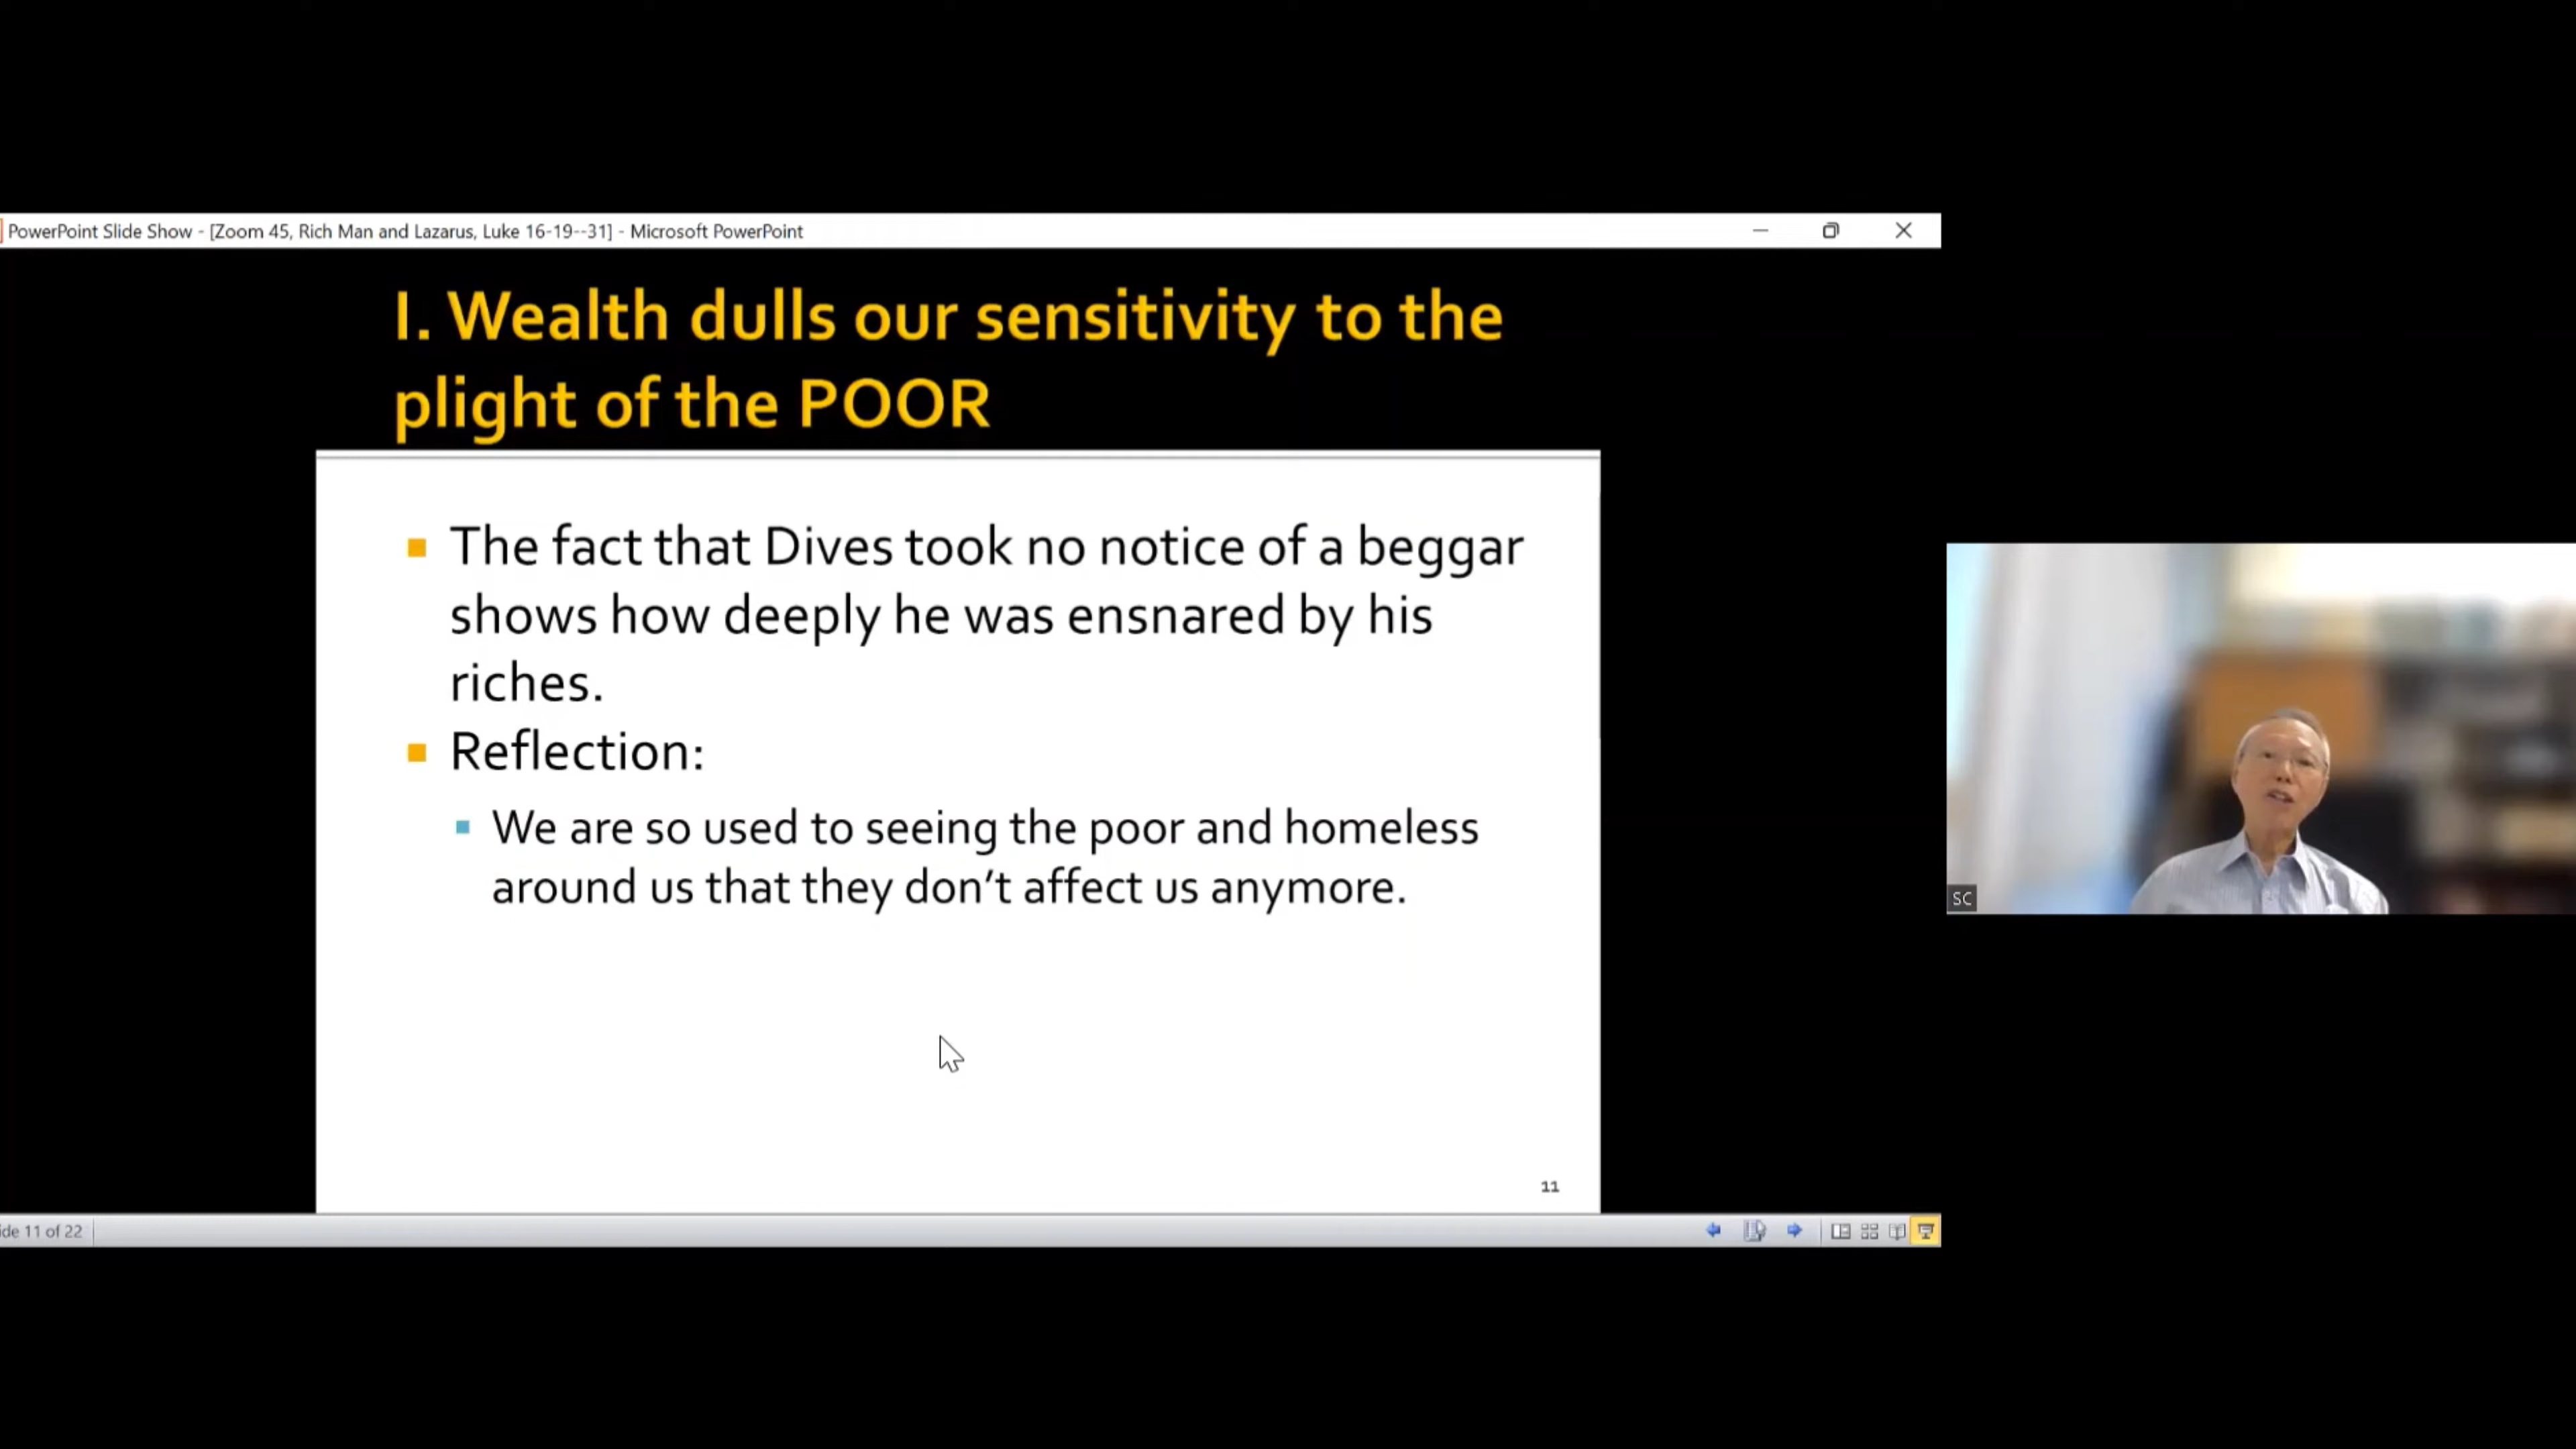 PowerPoint Slide Show - [Zoom 45, Rich Man and Lazarus, Luke 16-19--31] - Microsoft PowerPoint
I. Wealth dulls our sensitivity to the
plight of the POOR
The fact that Dives took no notice of a beggar
shows how deeply he was ensnared by his
riches.
Reflection:
We are so used to seeing the poor and homeless
around us that they don’t affect us anymore.
SC
11
ide 11 of 22